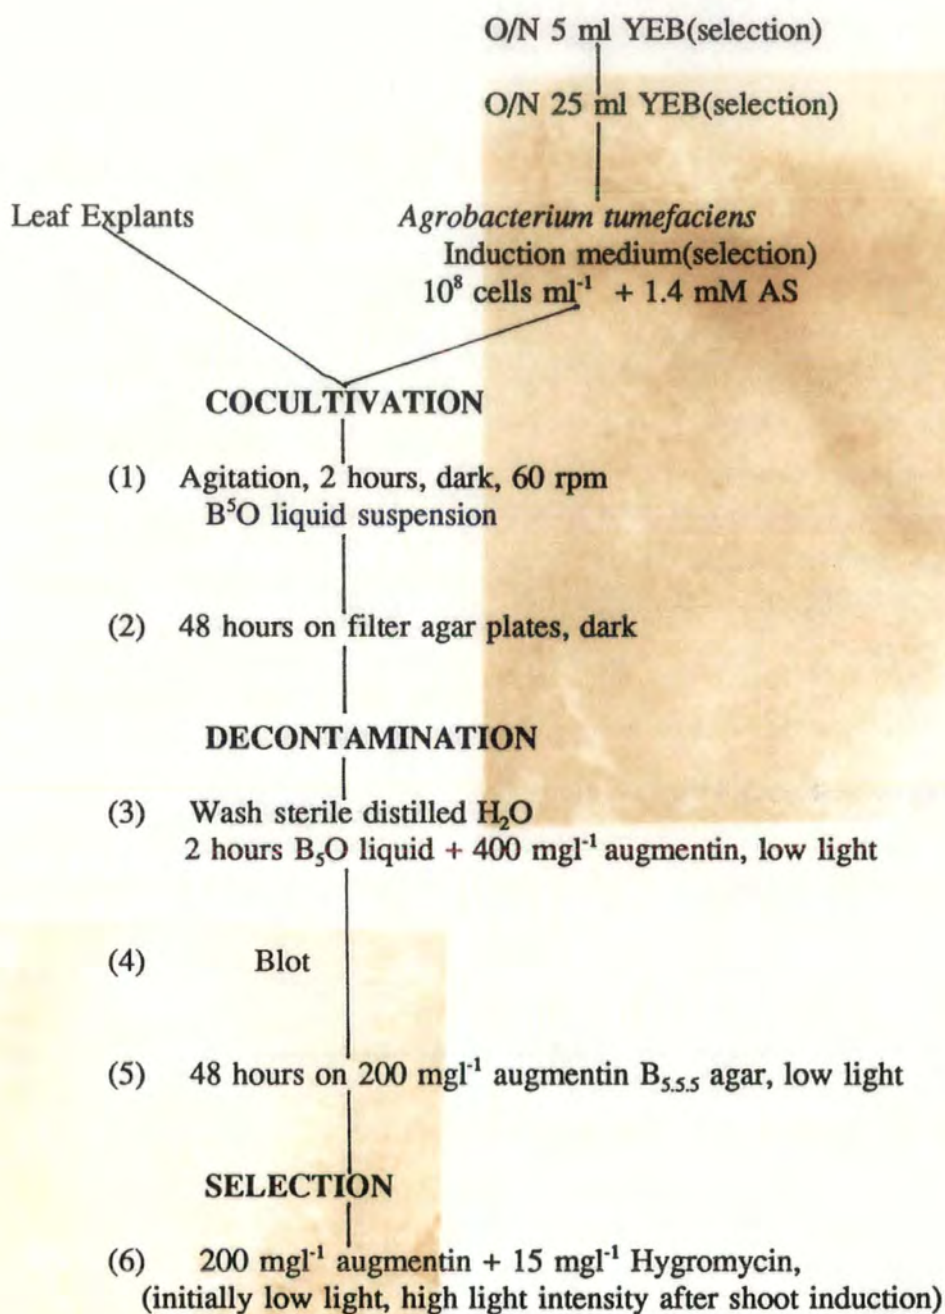 O/N 5 ml YEB(selection)
O/N 25 ml YEB(selection)
Leaf Explants
Agrobacterium tumefaciens
Induction medium(selection)
10⁸ cells ml⁻¹ + 1.4 mM AS
COCULTIVATION
(1) Agitation, 2 hours, dark, 60 rpm
B⁵O liquid suspension
(2) 48 hours on filter agar plates, dark
DECONTAMINATION
(3) Wash sterile distilled H₂O
2 hours B₅O liquid + 400 mgl⁻¹ augmentin, low light
(4) Blot
(5) 48 hours on 200 mgl⁻¹ augmentin B₅.₅.₅ agar, low light
SELECTION
(6) 200 mgl⁻¹ augmentin + 15 mgl⁻¹ Hygromycin,
(initially low light, high light intensity after shoot induction)